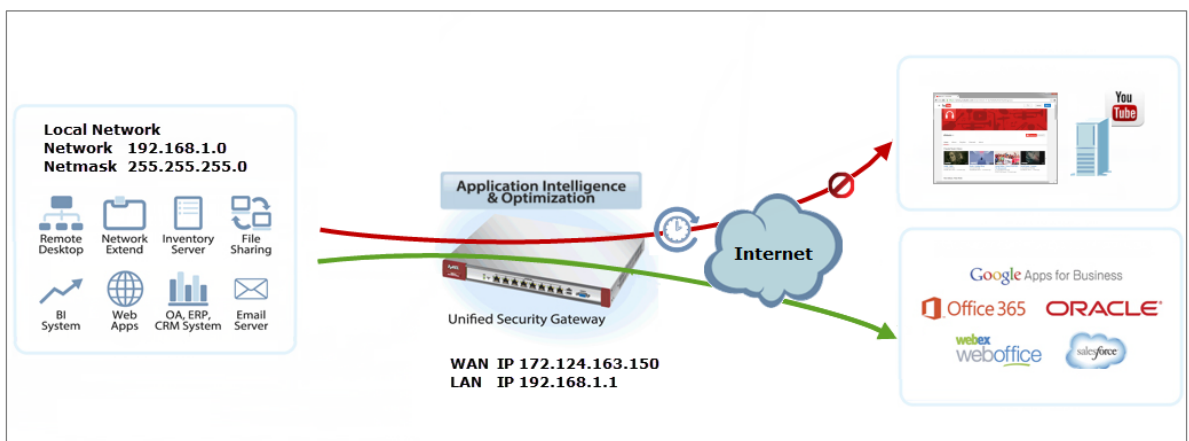 Local Network
Network 192.168.1.0
Netmask 255.255.255.0
Remote
Desktop
Network
Extend
Inventory
Server
File
Sharing
BI
System
Web
Apps
OA, ERP,
CRM System
Email
Server
Application Intelligence
& Optimization
Unified Security Gateway
WAN IP 172.124.163.150
LAN IP 192.168.1.1
Internet
You
Tube
Google Apps for Business
Office 365
ORACLE
webex
weboffice
salesforce